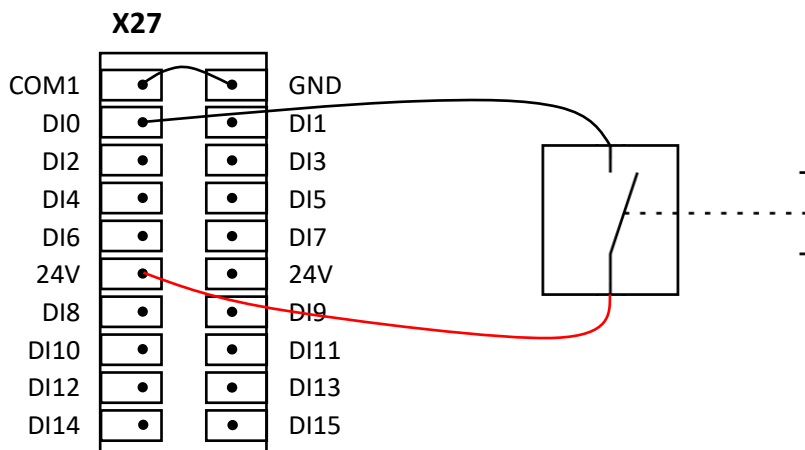 X27
COM1 GND
DI0 DI1
DI2 DI3
DI4 DI5
DI6 DI7
24V 24V
DI8 DI9
DI10 DI11
DI12 DI13
DI14 DI15